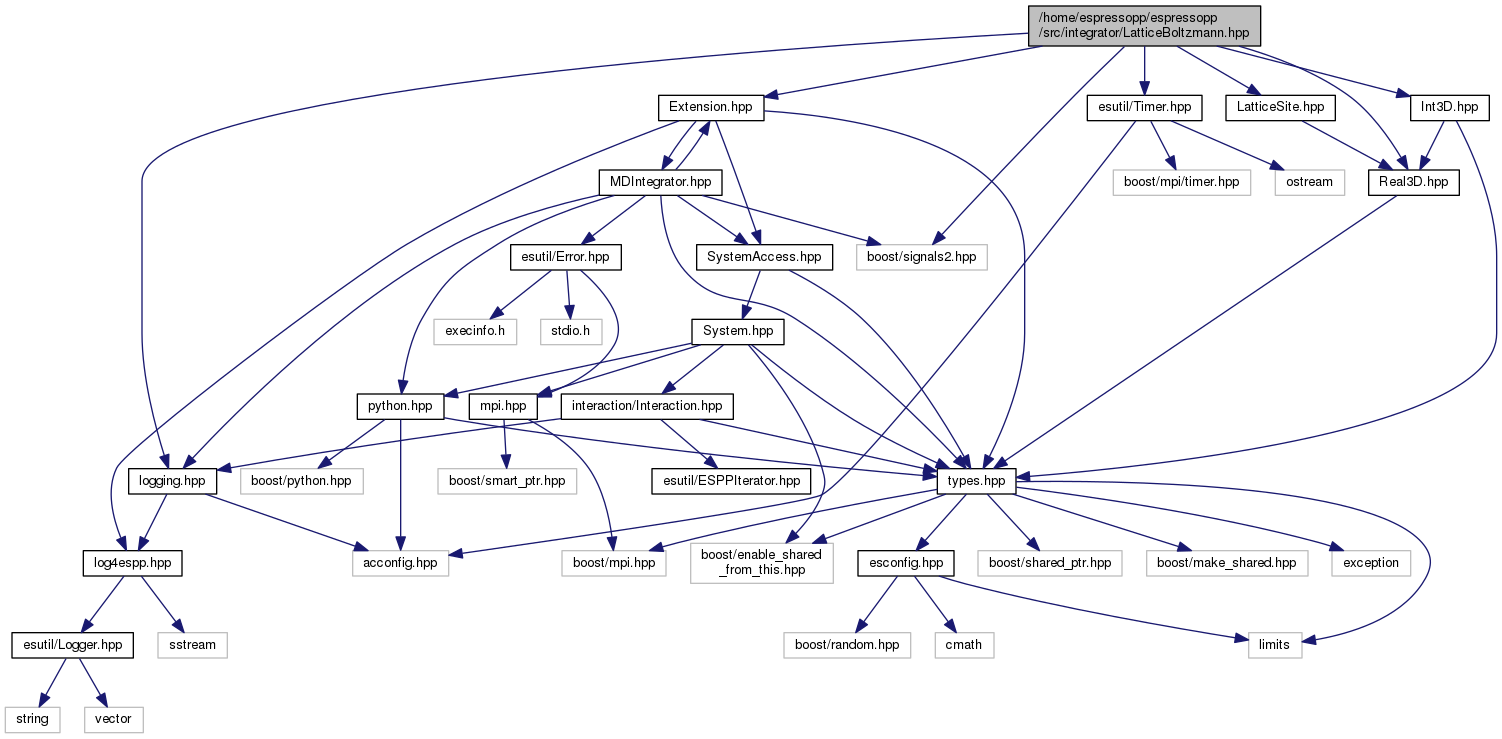 /home/espressopp/espressopp
/src/integrator/LatticeBoltzmann.hpp
Extension.hpp
esutil/Timer.hpp
LatticeSite.hpp
Int3D.hpp
MDIntegrator.hpp
boost/mpi/timer.hpp
ostream
Real3D.hpp
esutil/Error.hpp
SystemAccess.hpp
boost/signals2.hpp
execinfo.h
stdio.h
System.hpp
python.hpp
mpi.hpp
interaction/Interaction.hpp
logging.hpp
boost/python.hpp
boost/smart_ptr.hpp
esutil/ESPPIterator.hpp
types.hpp
log4espp.hpp
acconfig.hpp
boost/mpi.hpp
boost/enable_shared
_from_this.hpp
esconfig.hpp
boost/shared_ptr.hpp
boost/make_shared.hpp
exception
esutil/Logger.hpp
sstream
boost/random.hpp
cmath
limits
string
vector